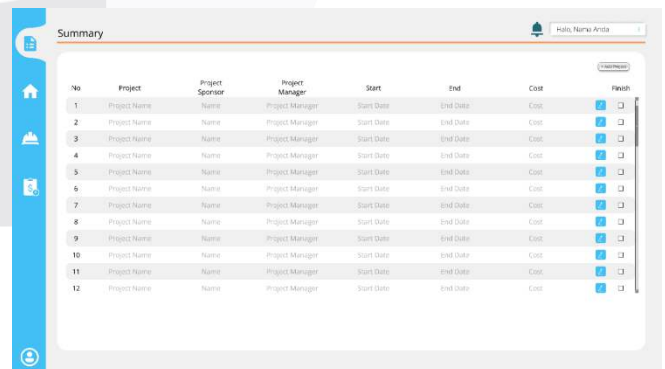 Summary
Halo, Nama Anda
+ Add Project
No Project Project Sponsor Project Manager Start End Cost Finish
1 Project Name Name Project Manager Start Date End Date Cost
2 Project Name Name Project Manager Start Date End Date Cost
3 Project Name Name Project Manager Start Date End Date Cost
4 Project Name Name Project Manager Start Date End Date Cost
5 Project Name Name Project Manager Start Date End Date Cost
6 Project Name Name Project Manager Start Date End Date Cost
7 Project Name Name Project Manager Start Date End Date Cost
8 Project Name Name Project Manager Start Date End Date Cost
9 Project Name Name Project Manager Start Date End Date Cost
10 Project Name Name Project Manager Start Date End Date Cost
11 Project Name Name Project Manager Start Date End Date Cost
12 Project Name Name Project Manager Start Date End Date Cost